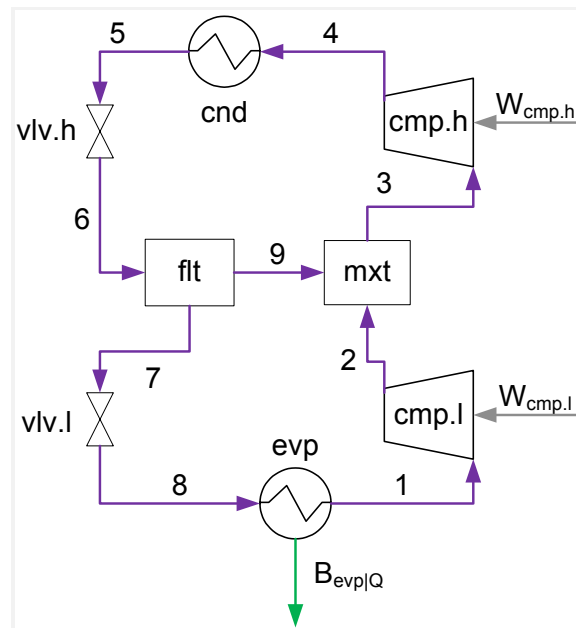 5
4
cnd
vlv.h
cmp.h
W_cmp.h
3
6
flt
9
mxt
7
2
vlv.l
cmp.l
W_cmp.l
evp
8
1
B_evp|Q